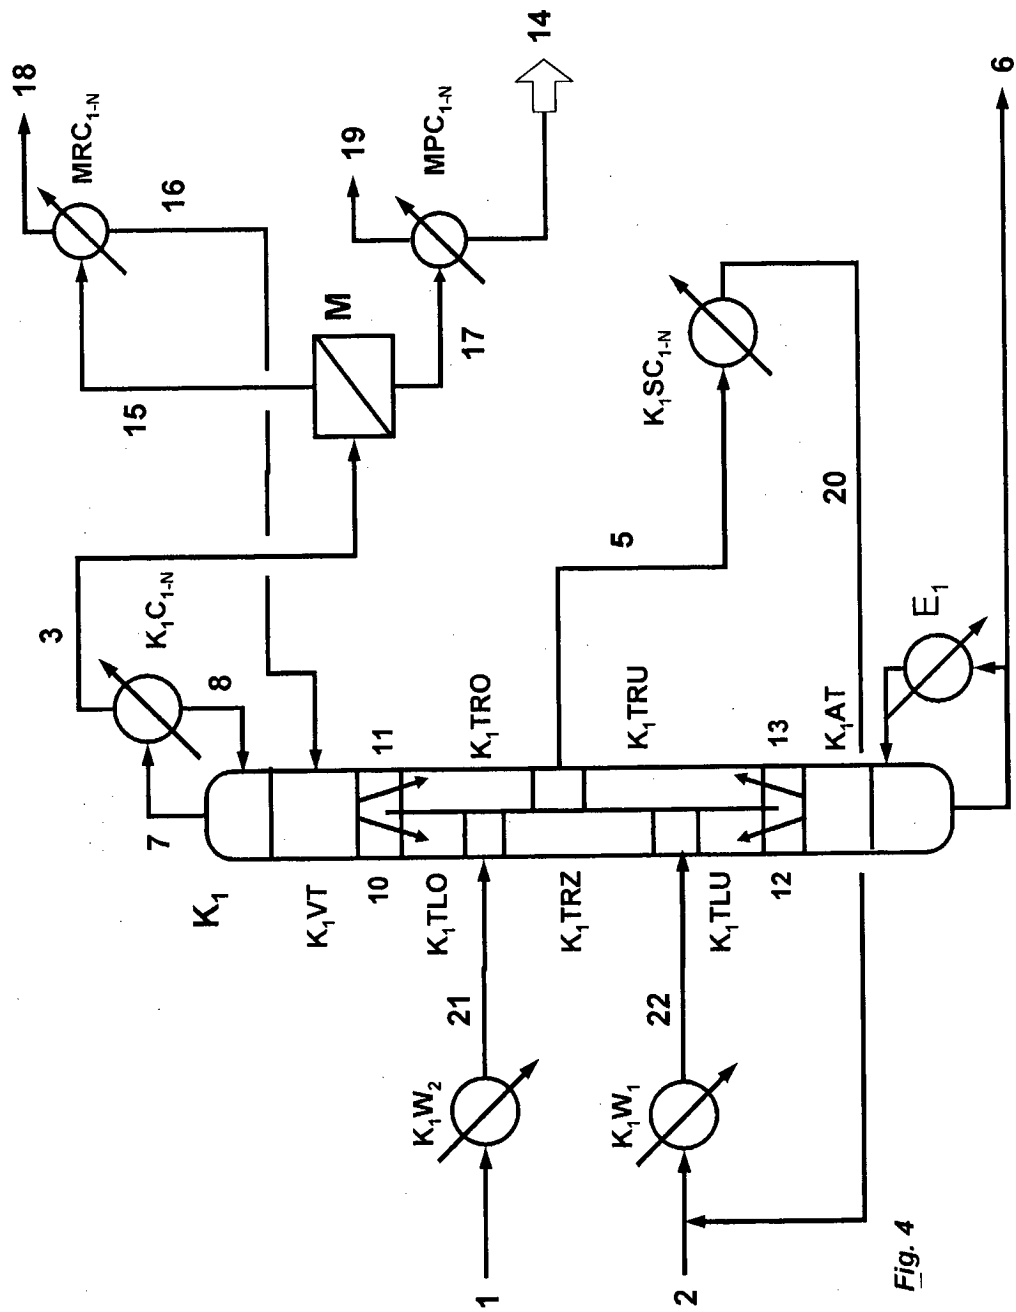 18
MRC1-N
16
15
3
K1C1-N
8
7
M
17
19
MPC1-N
14
K1
K1VT
10
11
K1TLO
K1TRO
K1TRZ
K1TRU
K1TLU
12
13
K1AT
5
K1SC1-N
20
E1
6
21
K1W2
1
22
K1W1
2
Fig. 4